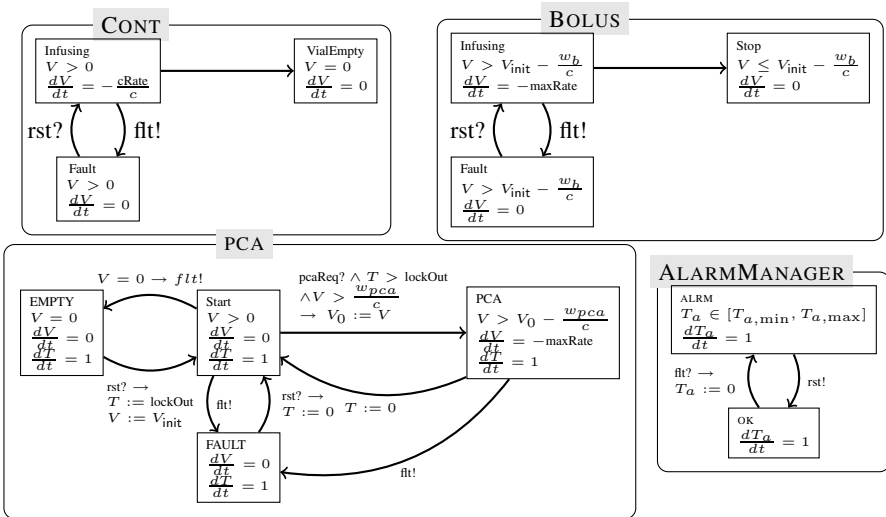 CONT
Infusing
V > 0
dV/dt = − cRate/c
VialEmpty
V = 0
dV/dt = 0
rst?
flt!
Fault
V > 0
dV/dt = 0
BOLUS
Infusing
V > V_init − w_b/c
dV/dt = −maxRate
Stop
V ≤ V_init − w_b/c
dV/dt = 0
rst?
flt!
Fault
V > V_init − w_b/c
dV/dt = 0
PCA
V = 0 → flt!
EMPTY
V = 0
dV/dt = 0
dT/dt = 1
Start
V > 0
dV/dt = 0
dT/dt = 1
pcaReq? ∧ T > lockOut
∧V > w_pca/c
→ V_0 := V
PCA
V > V_0 − w_pca/c
dV/dt = −maxRate
dT/dt = 1
rst? →
T := lockOut
V := V_init
flt!
rst? →
T := 0
T := 0
FAULT
dV/dt = 0
dT/dt = 1
flt!
ALARMMANAGER
ALRM
T_a ∈ [T_a,min, T_a,max]
dT_a/dt = 1
flt? →
T_a := 0
rst!
OK
dT_a/dt = 1